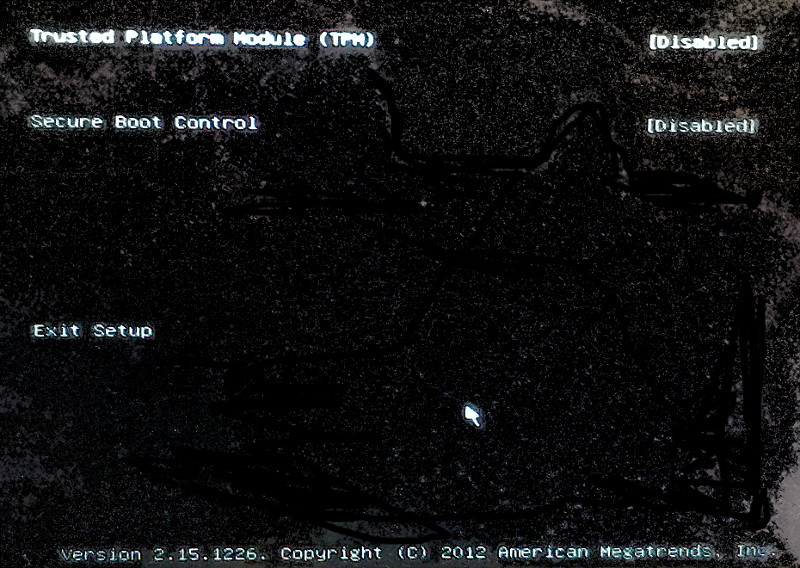 Trusted Platform Module (TPM) [Disabled]
Secure Boot Control [Disabled]
Exit Setup
Version 2.15.1226. Copyright (C) 2012 American Megatrends, Inc.